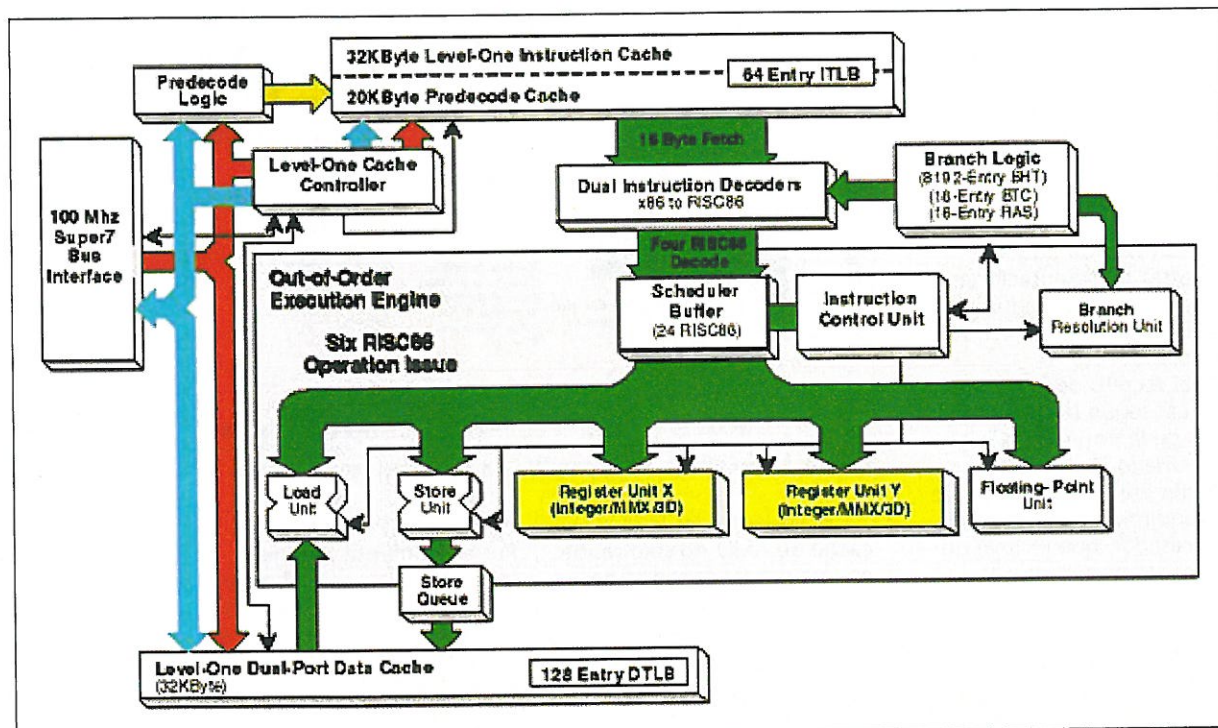 32KByte Level-One Instruction Cache
64 Entry ITLB
20KByte Predecode Cache
Predecode
Logic
16 Byte Fetch
Level-One Cache
Controller
Dual Instruction Decoders
x86 to RISC86
Branch Logic
(8192-Entry BHT)
(16-Entry BTC)
(16-Entry RAS)
100 Mhz
Super7
Bus
Interface
Four RISC86
Decode
Out-of-Order
Execution Engine
Scheduler
Buffer
(24 RISC86)
Instruction
Control Unit
Branch
Resolution Unit
Six RISC86
Operation Issue
Load
Unit
Store
Unit
Register Unit X
(Integer/MMX/3D)
Register Unit Y
(Integer/MMX/3D)
Floating-Point
Unit
Store
Queue
Level-One Dual-Port Data Cache
(32KByte)
128 Entry DTLB